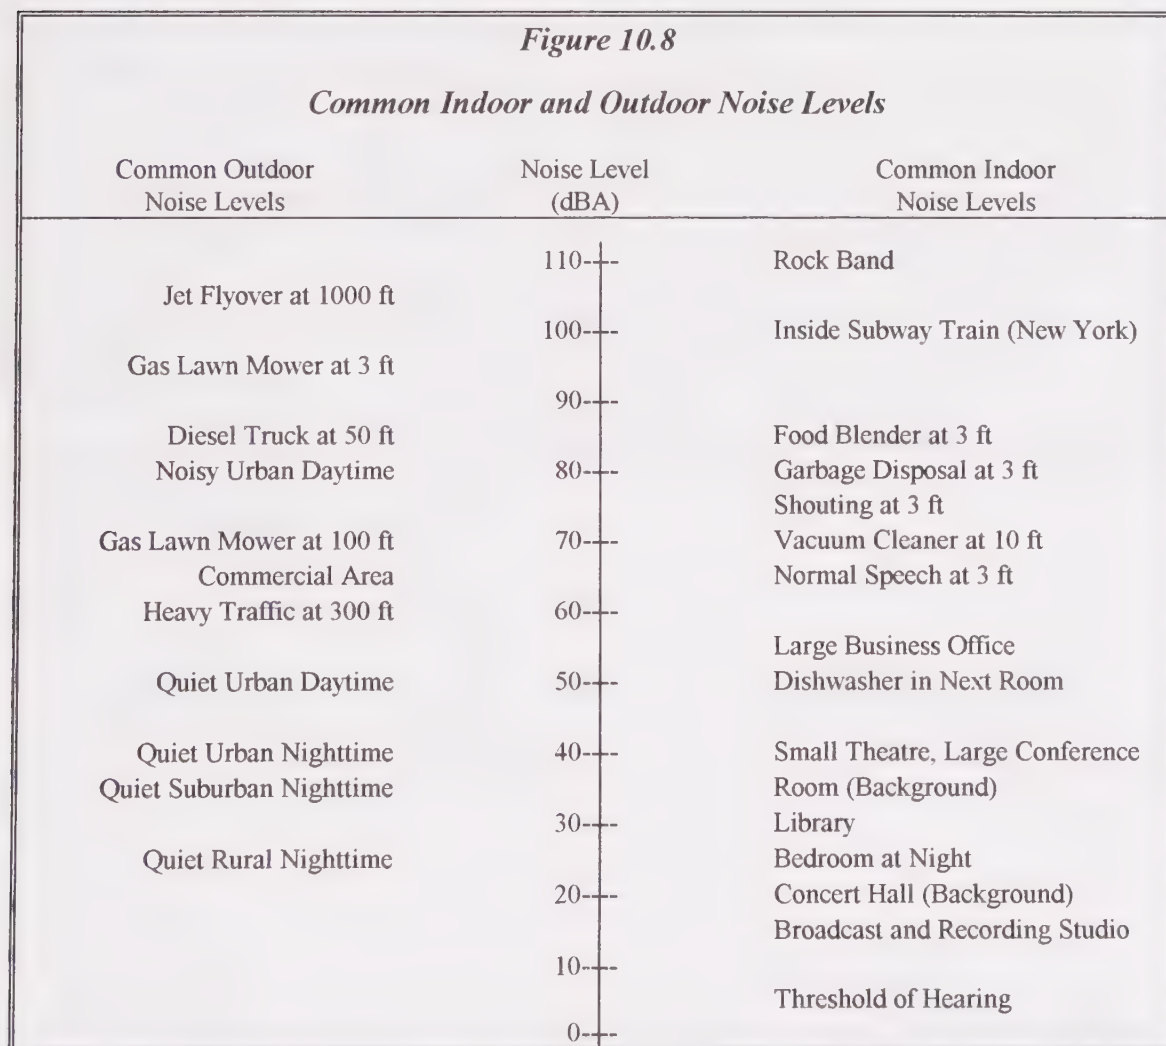 Figure 10.8
Common Indoor and Outdoor Noise Levels
Common Outdoor Noise Level Common Indoor
Noise Levels (dBA) Noise Levels
110 Rock Band
Jet Flyover at 1000 ft
100 Inside Subway Train (New York)
Gas Lawn Mower at 3 ft
90
Diesel Truck at 50 ft Food Blender at 3 ft
Noisy Urban Daytime 80 Garbage Disposal at 3 ft
Shouting at 3 ft
Gas Lawn Mower at 100 ft 70 Vacuum Cleaner at 10 ft
Commercial Area Normal Speech at 3 ft
Heavy Traffic at 300 ft 60
Large Business Office
Quiet Urban Daytime 50 Dishwasher in Next Room
Quiet Urban Nighttime 40 Small Theatre, Large Conference
Quiet Suburban Nighttime Room (Background)
30 Library
Quiet Rural Nighttime Bedroom at Night
20 Concert Hall (Background)
Broadcast and Recording Studio
10
Threshold of Hearing
0